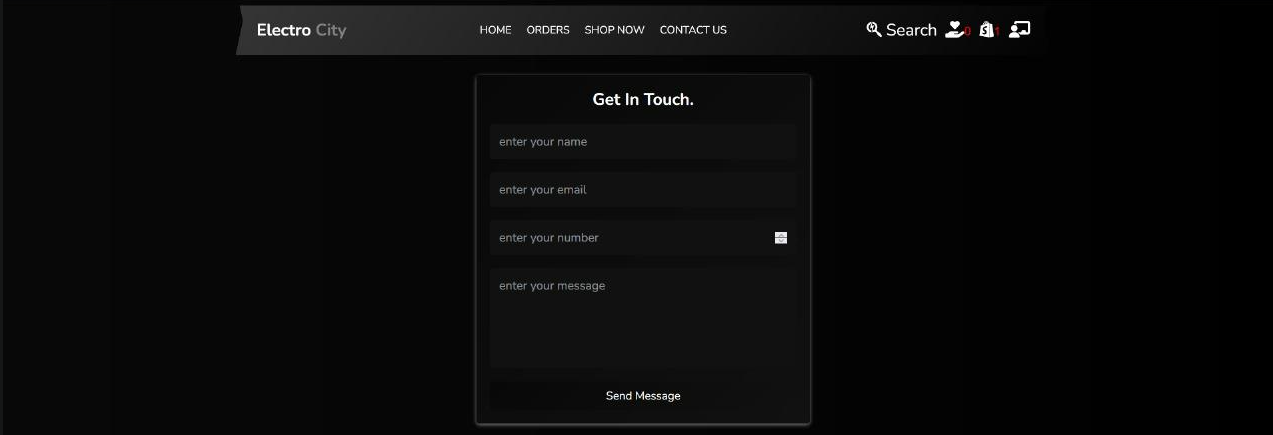 Electro City HOME ORDERS SHOP NOW CONTACT US Search 0 1
Get In Touch.
enter your name
enter your email
enter your number
enter your message
Send Message